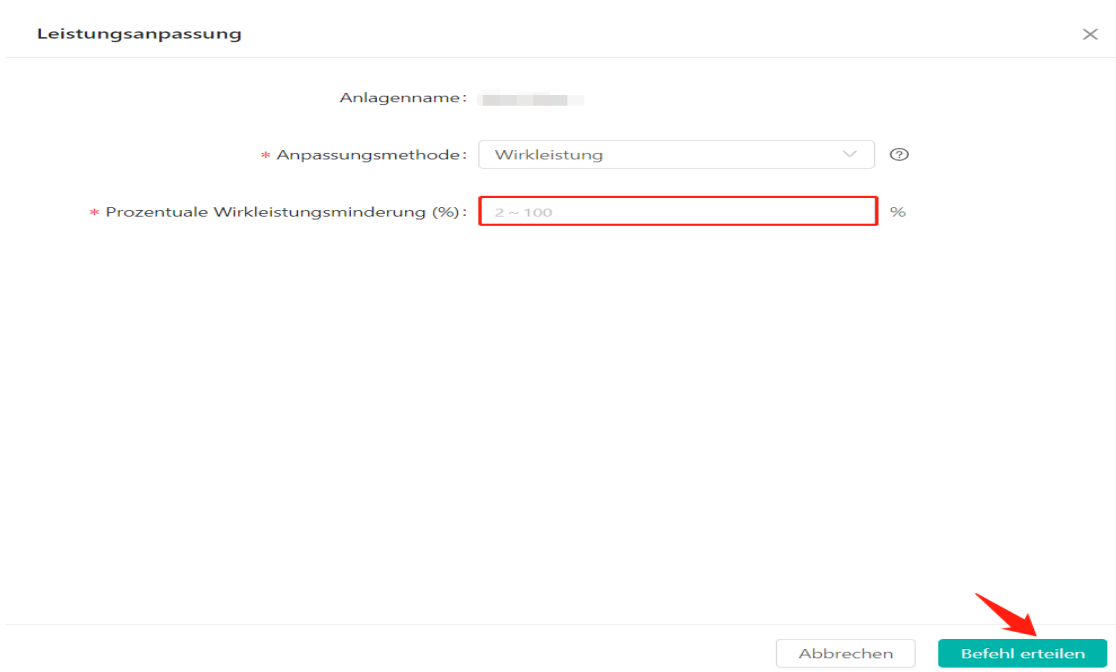 Leistungsanpassung
Anlagenname:
* Anpassungsmethode: Wirkleistung
* Prozentuale Wirkleistungsminderung (%): 2 ~ 100 %
Abbrechen Befehl erteilen